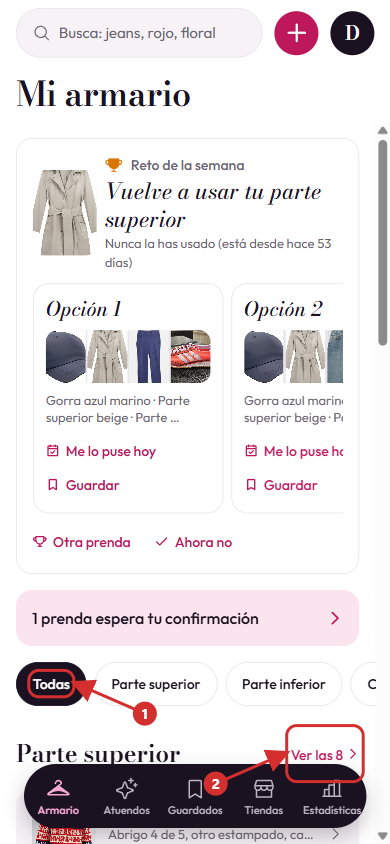 Busca: jeans, rojo, floral
D
Mi armario
Reto de la semana
Vuelve a usar tu parte
superior
Nunca la has usado (está desde hace 53
días)
Opción 1
Gorra azul marino · Parte
superior beige · Parte ...
Me lo puse hoy
Guardar
Opción 2
Gorra azul marin
superior beige · Pa
Me lo puse ho
Guardar
Otra prenda
Ahora no
1 prenda espera tu confirmación
Todas
Parte superior
Parte inferior
C
1
Parte superior
Ver las 8
2
Armario
Atuendos
Guardados
Tiendas
Estadísticas
Abrigo 4 de 5, otro estampado, ca...